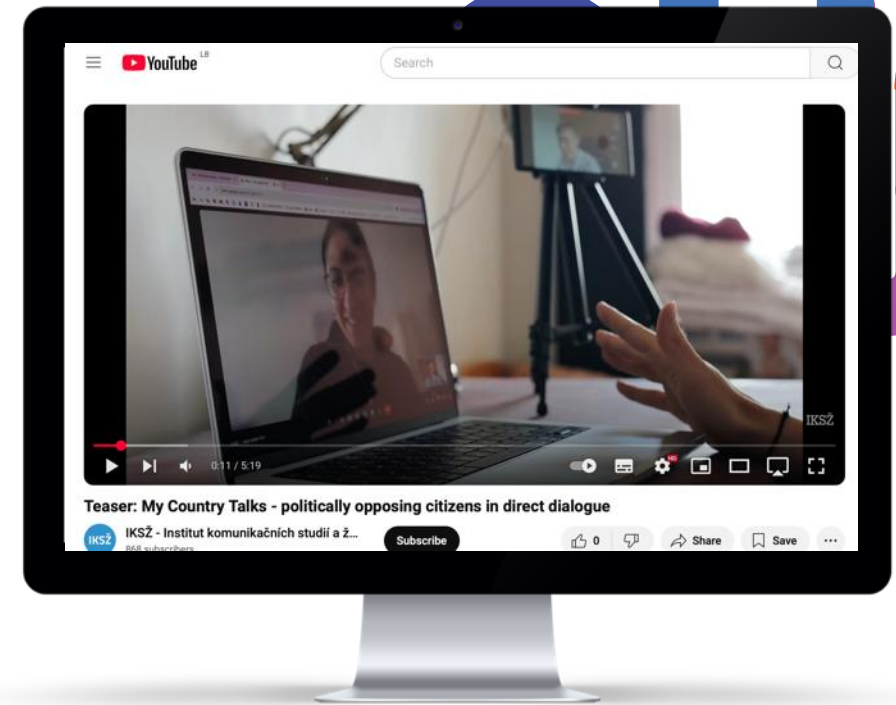 YouTube LB
Search
IKSŽ
0:11 / 5:19
HD
Teaser: My Country Talks - politically opposing citizens in direct dialogue
IKSŽ
IKSŽ - Institut komunikačních studií a ž...
868 subscribers
Subscribe
0
Share
Save